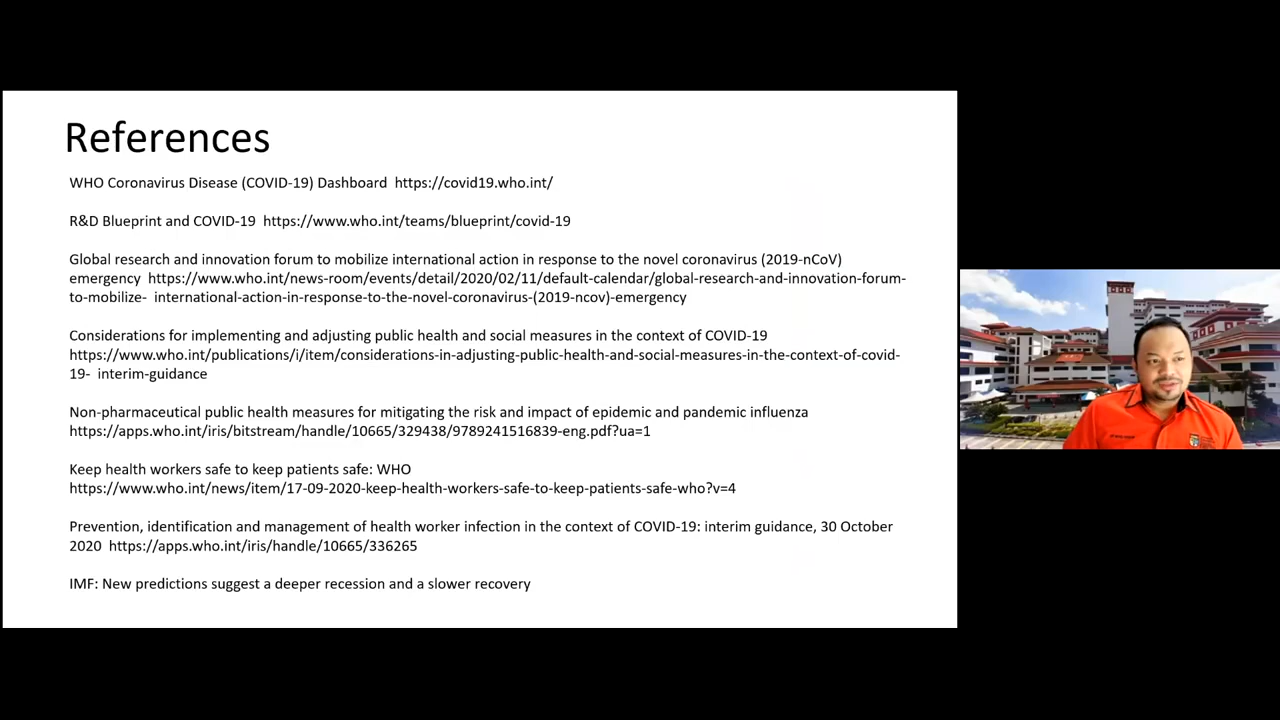 References
WHO Coronavirus Disease (COVID-19) Dashboard  https://covid19.who.int/
R&D Blueprint and COVID-19  https://www.who.int/teams/blueprint/covid-19
Global research and innovation forum to mobilize international action in response to the novel coronavirus (2019-nCoV)
emergency  https://www.who.int/news-room/events/detail/2020/02/11/default-calendar/global-research-and-innovation-forum-
to-mobilize-  international-action-in-response-to-the-novel-coronavirus-(2019-ncov)-emergency
Considerations for implementing and adjusting public health and social measures in the context of COVID-19
https://www.who.int/publications/i/item/considerations-in-adjusting-public-health-and-social-measures-in-the-context-of-covid-
19-  interim-guidance
Non-pharmaceutical public health measures for mitigating the risk and impact of epidemic and pandemic influenza
https://apps.who.int/iris/bitstream/handle/10665/329438/9789241516839-eng.pdf?ua=1
Keep health workers safe to keep patients safe: WHO
https://www.who.int/news/item/17-09-2020-keep-health-workers-safe-to-keep-patients-safe-who?v=4
Prevention, identification and management of health worker infection in the context of COVID-19: interim guidance, 30 October
2020  https://apps.who.int/iris/handle/10665/336265
IMF: New predictions suggest a deeper recession and a slower recovery